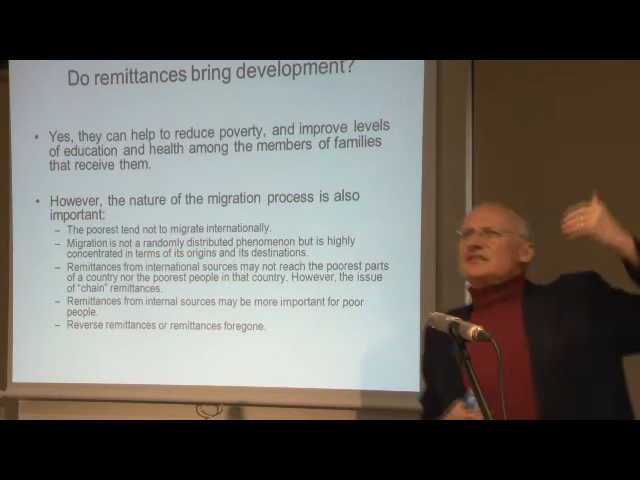 Do remittances bring development?
• Yes, they can help to reduce poverty, and improve levels
of education and health among the members of families
that receive them.
• However, the nature of the migration process is also
important:
– The poorest tend not to migrate internationally.
– Migration is not a randomly distributed phenomenon but is highly
concentrated in terms of its origins and its destinations.
– Remittances from international sources may not reach the poorest parts
of a country nor the poorest people in that country. However, the issue
of "chain" remittances.
– Remittances from internal sources may be more important for poor
people.
– Reverse remittances or remittances foregone.